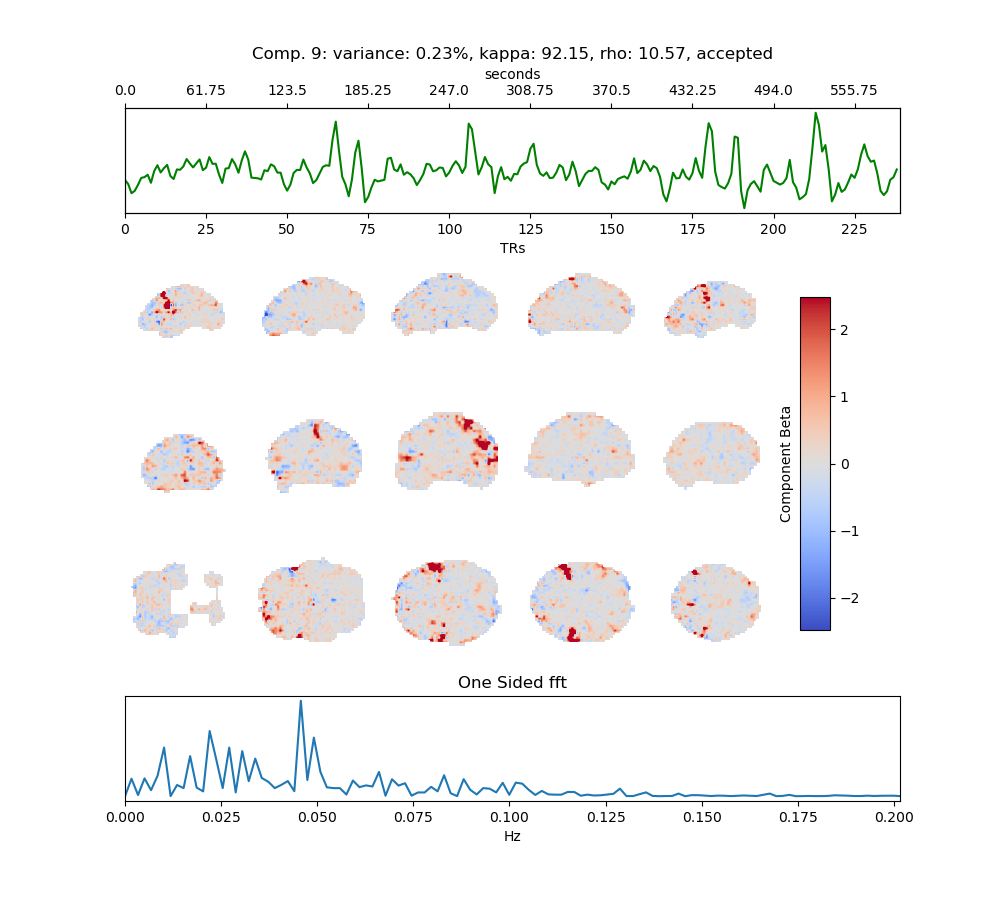 Comp. 9: variance: 0.23%, kappa: 92.15, rho: 10.57, accepted
seconds
0.0 61.75 123.5 185.25 247.0 308.75 370.5 432.25 494.0 555.75
0 25 50 75 100 125 150 175 200 225
TRs
2
1
0
−1
−2
Component Beta
One Sided fft
0.000 0.025 0.050 0.075 0.100 0.125 0.150 0.175 0.200
Hz